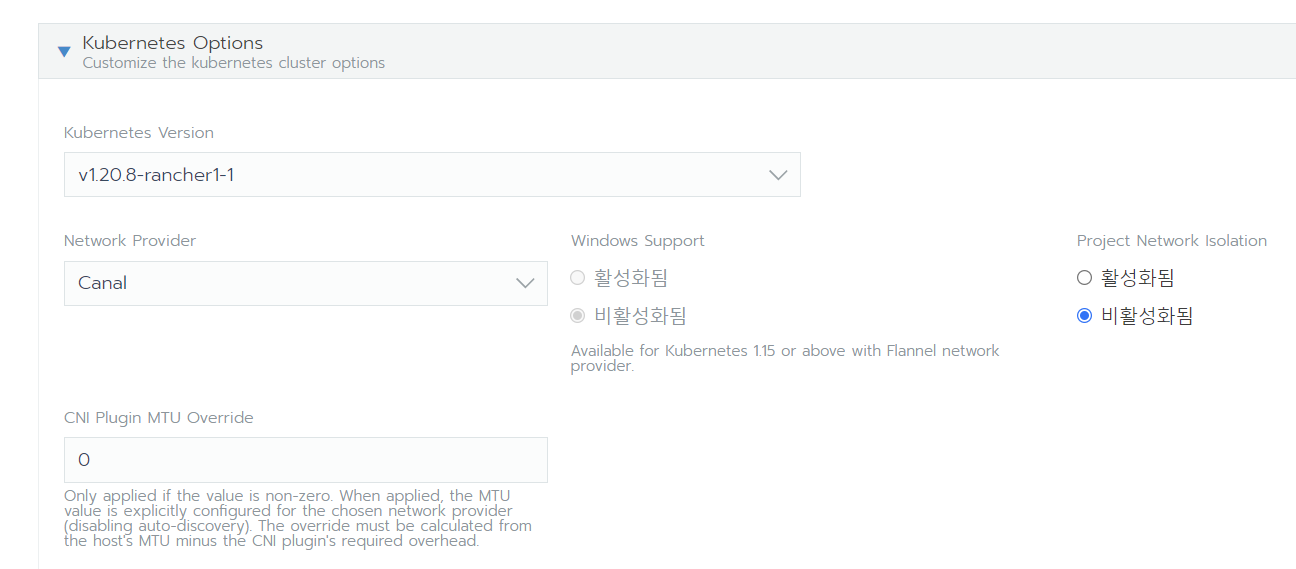 Kubernetes Options
Customize the kubernetes cluster options
Kubernetes Version
v1.20.8-rancher1-1
Network Provider
Canal
Windows Support
활성화됨
비활성화됨
Available for Kubernetes 1.15 or above with Flannel network
provider.
Project Network Isolation
활성화됨
비활성화됨
CNI Plugin MTU Override
0
Only applied if the value is non-zero. When applied, the MTU
value is explicitly configured for the chosen network provider
(disabling auto-discovery). The override must be calculated from
the host's MTU minus the CNI plugin's required overhead.